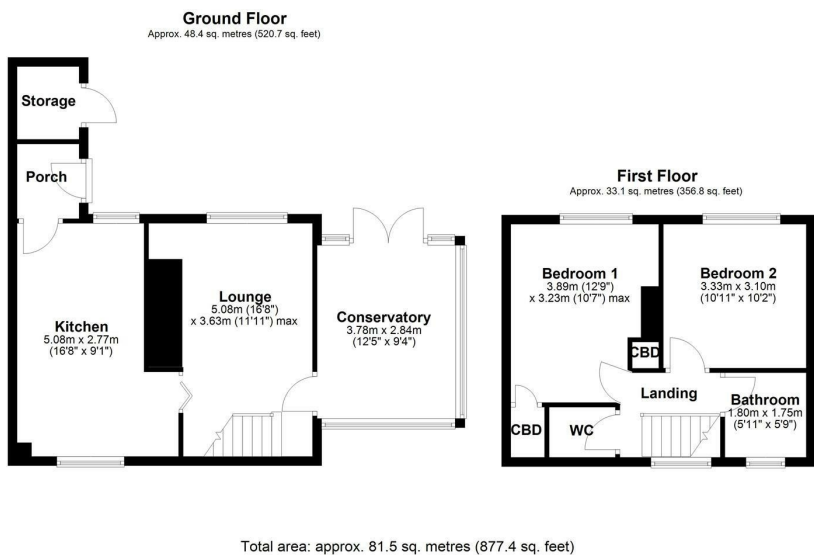 Ground Floor
Approx. 48.4 sq. metres (520.7 sq. feet)
Storage
Porch
Kitchen
5.08m x 2.77m
(16'8" x 9'1")
Lounge
5.08m (16'8")
x 3.63m (11'11") max
Conservatory
3.78m x 2.84m
(12'5" x 9'4")
First Floor
Approx. 33.1 sq. metres (356.8 sq. feet)
Bedroom 1
3.89m (12'9")
x 3.23m (10'7") max
Bedroom 2
3.33m x 3.10m
(10'11" x 10'2")
CBD
Landing
Bathroom
1.80m x 1.75m
(5'11" x 5'9")
CBD
WC
Total area: approx. 81.5 sq. metres (877.4 sq. feet)